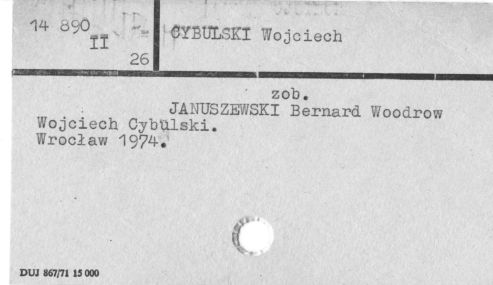 14 890
II
26
CYBULSKI Wojciech
zob.
JANUSZEWSKI Bernard Woodrow
Wojciech Cybulski.
Wrocław 1974.
DUJ 867/71 15 000